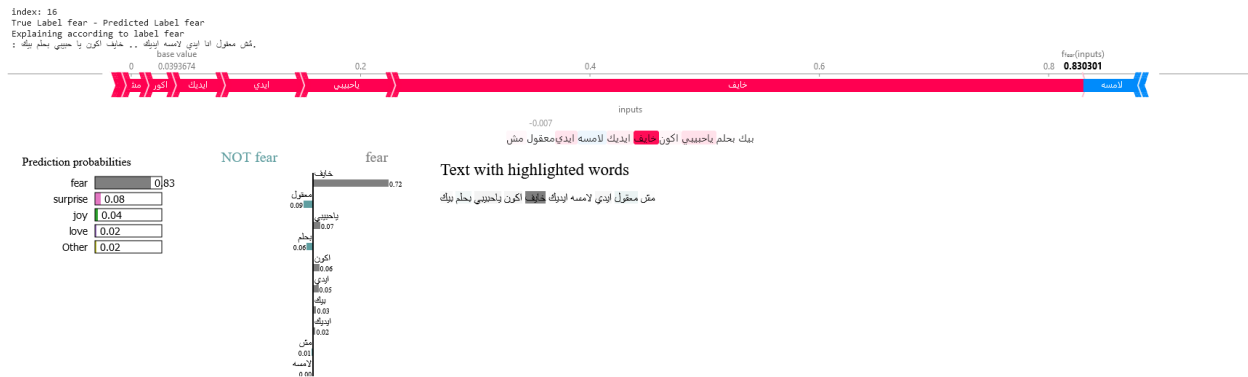 index: 16
True Label fear - Predicted Label fear
Explaining according to label fear
: مش معقول انا ايدي لامسه ايديك .. خايف اكون يا حبيبي بحلم بيك.
base value
f fear(inputs)
0 0.0393674 0.2 0.4 0.6 0.8 0.830301
مش اكون ايديك ايدي ياحبيبي خايف لامسه
inputs
-0.007
مش معقول ايدي لامسه ايديك خايف اكون ياحبيبي بحلم بيك
Prediction probabilities
fear 0.83
surprise 0.08
joy 0.04
love 0.02
Other 0.02
NOT fear fear
خايف
0.72
معقول
0.09
ياحبيبي
0.07
بحلم
0.06
اكون
0.06
ايدي
0.05
بيك
0.03
ايديك
0.02
مش
0.01
لامسه
0.00
Text with highlighted words
مش معقول ايدي لامسه ايديك خايف اكون ياحبيبي بحلم بيك